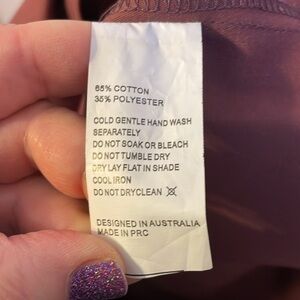 65% COTTON
35% POLYESTER
COLD GENTLE HAND WASH
SEPARATELY
DO NOT SOAK OR BLEACH
DO NOT TUMBLE DRY
DRY LAY FLAT IN SHADE
COOL IRON
DO NOT DRYCLEAN
DESIGNED IN AUSTRALIA
MADE IN PRC